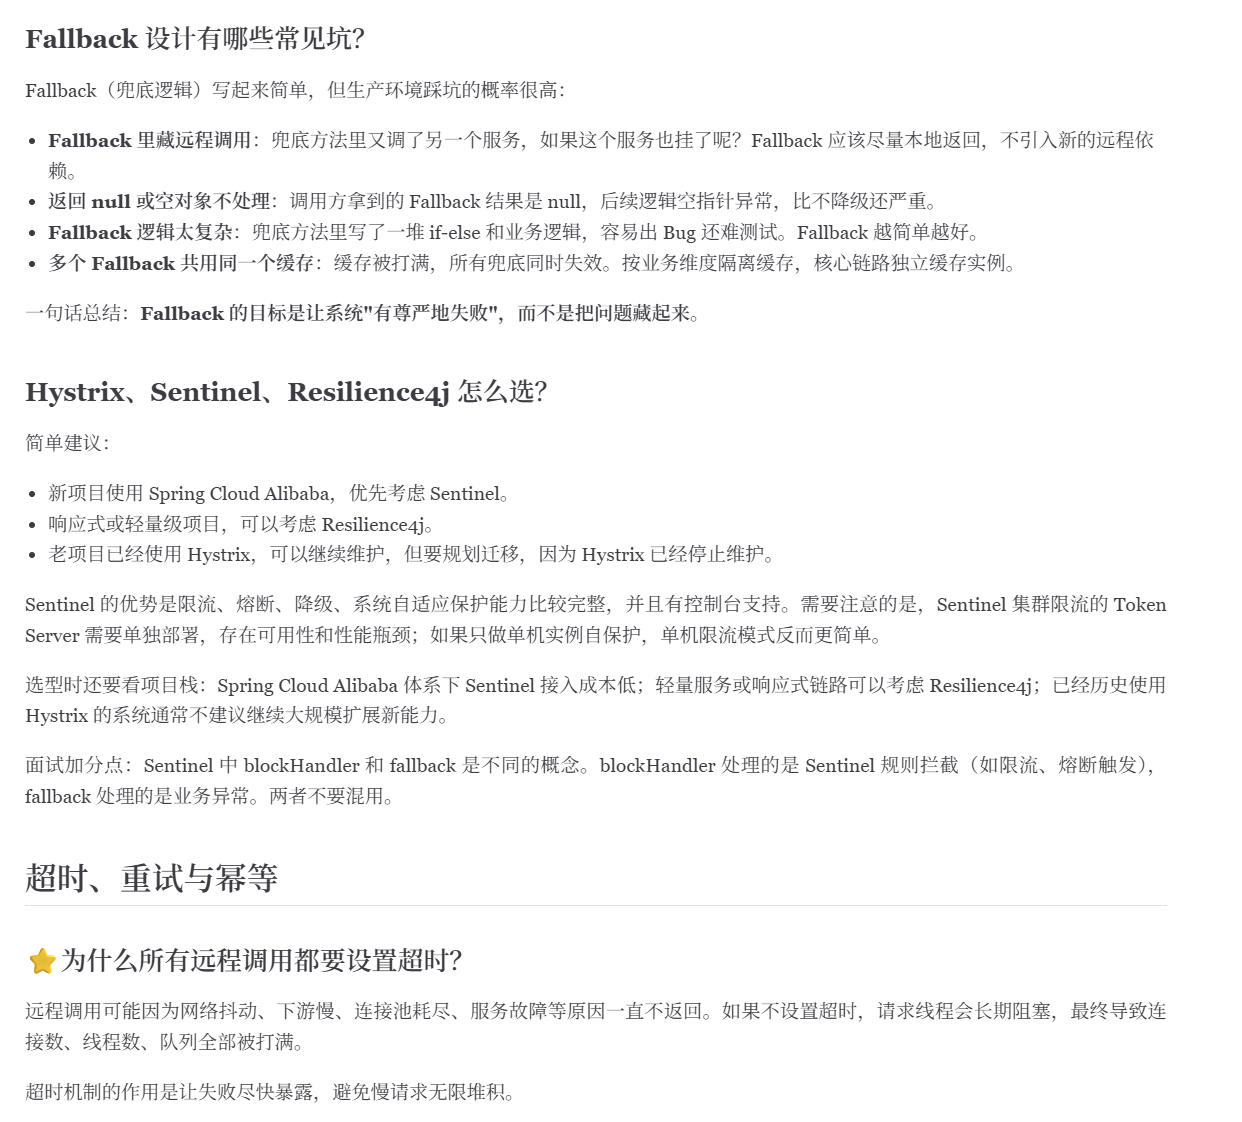 Fallback 设计有哪些常见坑？
Fallback（兜底逻辑）写起来简单，但生产环境踩坑的概率很高：
• Fallback 里藏远程调用：兜底方法里又调了另一个服务，如果这个服务也挂了呢？Fallback 应该尽量本地返回，不引入新的远程依
赖。
• 返回 null 或空对象不处理：调用方拿到的 Fallback 结果是 null，后续逻辑空指针异常，比不降级还严重。
• Fallback 逻辑太复杂：兜底方法里写了一堆 if-else 和业务逻辑，容易出 Bug 还难测试。Fallback 越简单越好。
• 多个 Fallback 共用同一个缓存：缓存被打满，所有兜底同时失效。按业务维度隔离缓存，核心链路独立缓存实例。
一句话总结：Fallback 的目标是让系统"有尊严地失败"，而不是把问题藏起来。
Hystrix、Sentinel、Resilience4j 怎么选？
简单建议：
• 新项目使用 Spring Cloud Alibaba，优先考虑 Sentinel。
• 响应式或轻量级项目，可以考虑 Resilience4j。
• 老项目已经使用 Hystrix，可以继续维护，但要规划迁移，因为 Hystrix 已经停止维护。
Sentinel 的优势是限流、熔断、降级、系统自适应保护能力比较完整，并且有控制台支持。需要注意的是，Sentinel 集群限流的 Token
Server 需要单独部署，存在可用性和性能瓶颈；如果只做单机实例自保护，单机限流模式反而更简单。
选型时还要看项目栈：Spring Cloud Alibaba 体系下 Sentinel 接入成本低；轻量服务或响应式链路可以考虑 Resilience4j；已经历史使用
Hystrix 的系统通常不建议继续大规模扩展新能力。
面试加分点：Sentinel 中 blockHandler 和 fallback 是不同的概念。blockHandler 处理的是 Sentinel 规则拦截（如限流、熔断触发），
fallback 处理的是业务异常。两者不要混用。
超时、重试与幂等
⭐为什么所有远程调用都要设置超时？
远程调用可能因为网络抖动、下游慢、连接池耗尽、服务故障等原因一直不返回。如果不设置超时，请求线程会长期阻塞，最终导致连
接数、线程数、队列全部被打满。
超时机制的作用是让失败尽快暴露，避免慢请求无限堆积。